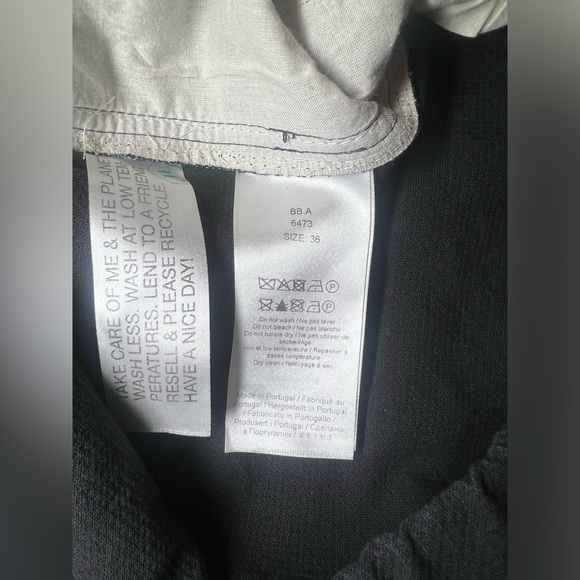 TAKE CARE OF ME & THE PLANE
WASH LESS. WASH AT LOW TEM
PERATURES. LEND TO A FRIEN
RESELL & PLEASE RECYCLE.
HAVE A NICE DAY!
BB.A
6473
SIZE: 36
Do not wash / Ne pas laver
Do not bleach / Ne pas blanchir
Do not tumble dry / Ne pas utiliser de
sèche-linge
Iron at low temperature / Repasser à
basse température
Dry clean / Nettoyage à sec
Made in Portugal / Fabriqué au
Portugal / Hergestellt in Portugal
/ Fabbricato in Portogallo /
Produsert i Portugal / Сделано
в Португалии /